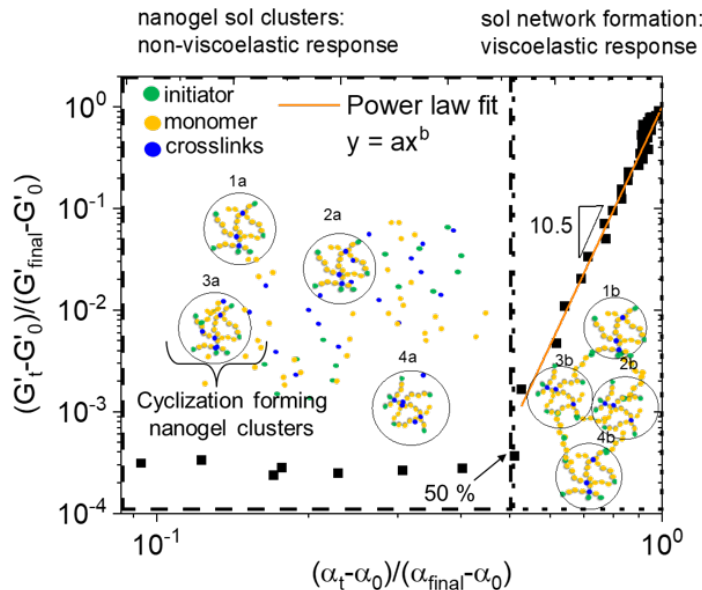 nanogel sol clusters:
non-viscoelastic response
sol network formation:
viscoelastic response
initiator
monomer
crosslinks
Power law fit
y = ax^b
1a
2a
3a
4a
Cyclization forming
nanogel clusters
50 %
10.5
1b
3b
2b
4b
10^0
10^-1
10^-2
10^-3
10^-4
(G'_t-G'_0)/(G'_final-G'_0)
10^-1
10^0
(α_t-α_0)/(α_final-α_0)